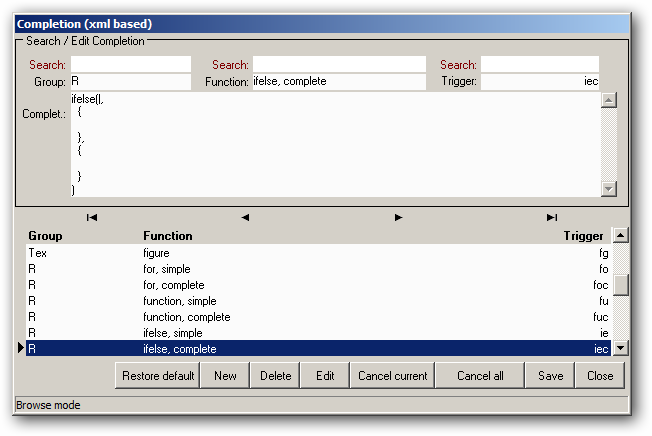 Completion (xml based)
Search / Edit Completion
Search: Search: Search:
Group: R Function: ifelse, complete Trigger: iec
Complet.: ifelse(|,
{
},
{
}
)
Group Function Trigger
Tex figure fg
R for, simple fo
R for, complete foc
R function, simple fu
R function, complete fuc
R ifelse, simple ie
R ifelse, complete iec
Restore default New Delete Edit Cancel current Cancel all Save Close
Browse mode